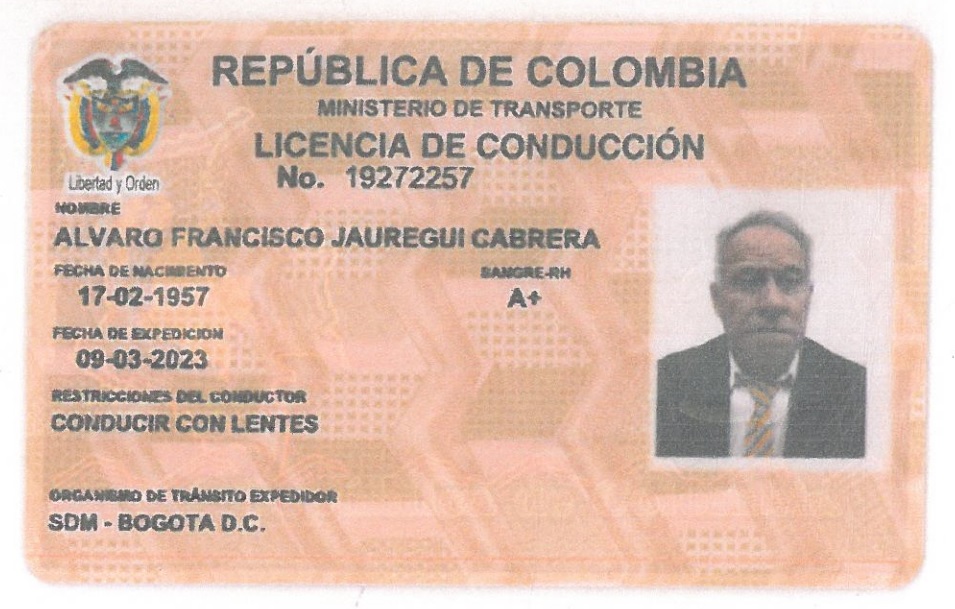 REPÚBLICA DE COLOMBIA
MINISTERIO DE TRANSPORTE
LICENCIA DE CONDUCCIÓN
No. 19272257
Libertad y Orden
NOMBRE
ALVARO FRANCISCO JAUREGUI CABRERA
FECHA DE NACIMIENTO SANGRE-RH
17-02-1957 A+
FECHA DE EXPEDICION
09-03-2023
RESTRICCIONES DEL CONDUCTOR
CONDUCIR CON LENTES
ORGANISMO DE TRÁNSITO EXPEDIDOR
SDM - BOGOTA D.C.